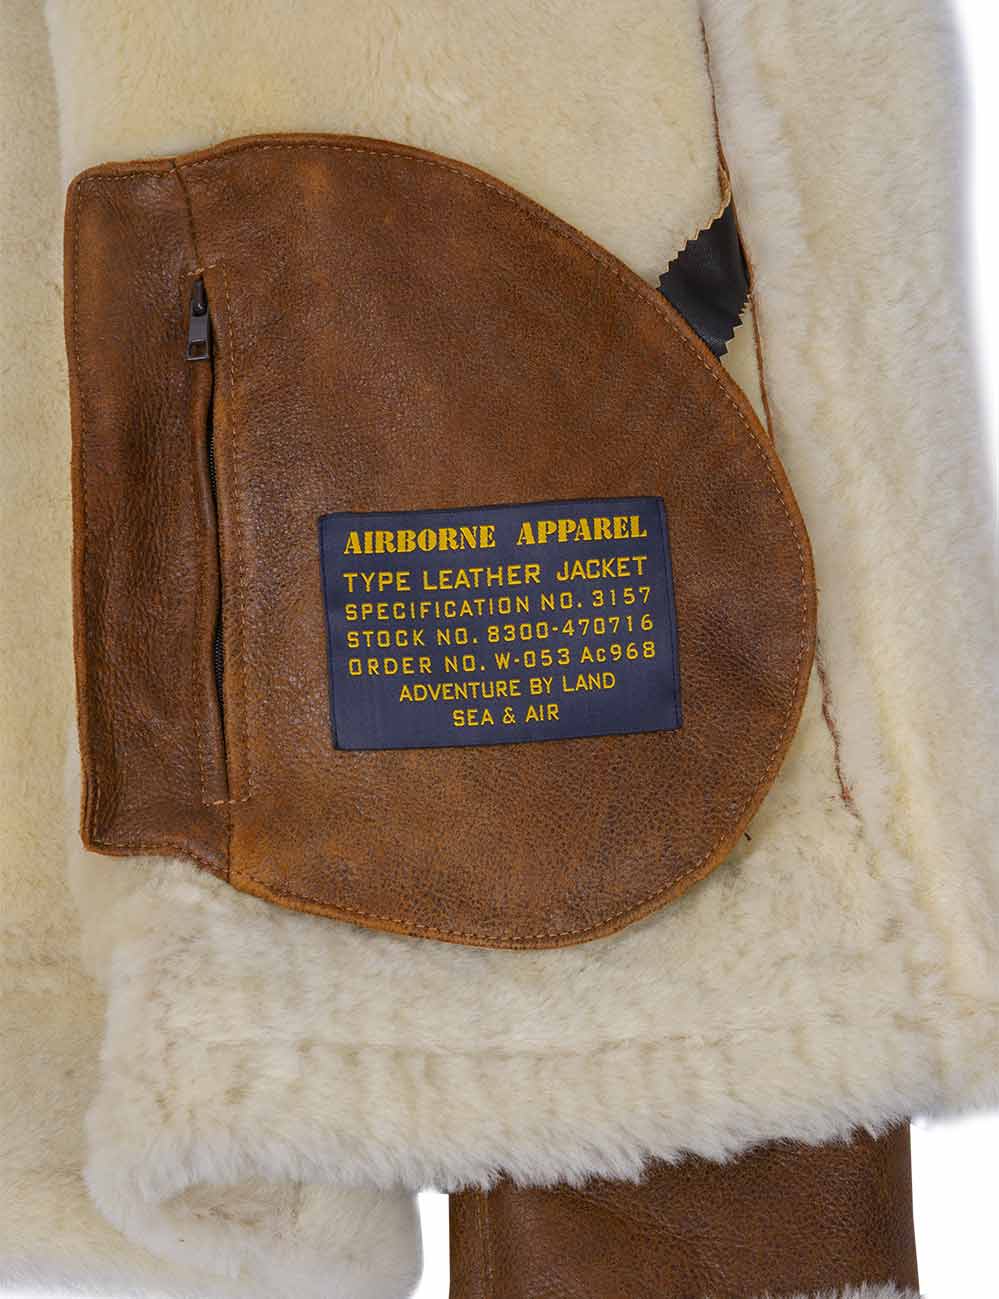 AIRBORNE APPAREL
TYPE LEATHER JACKET
SPECIFICATION NO. 3157
STOCK NO. 8300-470716
ORDER NO. W-053 Ac968
ADVENTURE BY LAND
SEA & AIR